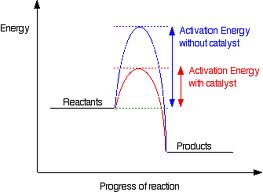 Energy
Activation Energy
without catalyst
Activation Energy
with catalyst
Reactants
Products
Progress of reaction